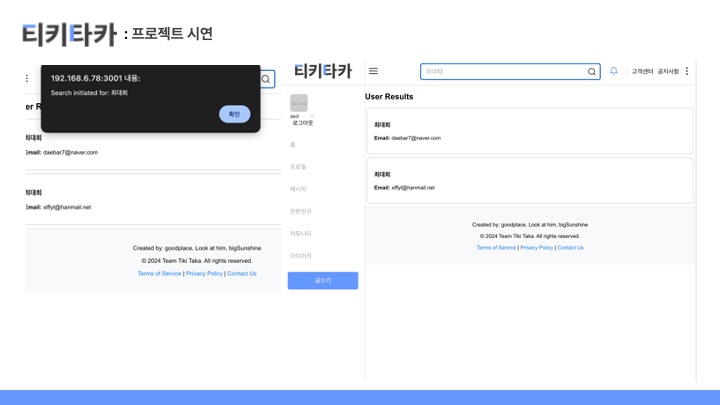 티키타카 : 프로젝트 시연
192.168.6.78:3001 내용:
Search initiated for: 최대희
확인
er R
최대희
Email: daebar7@naver.com
최대희
Email: xlflyl@hanmail.net
Created by: goodplace, Look at him, bigSunshine
© 2024 Team Tiki Taka. All rights reserved.
Terms of Service | Privacy Policy | Contact Us
티키타카
asd
로그아웃
홈
프로필
메시지
친한친구
커뮤니티
다이어리
글쓰기
최대희
고객센터 공지사항
User Results
최대희
Email: daebar7@naver.com
최대희
Email: xlflyl@hanmail.net
Created by: goodplace, Look at him, bigSunshine
© 2024 Team Tiki Taka. All rights reserved.
Terms of Service | Privacy Policy | Contact Us